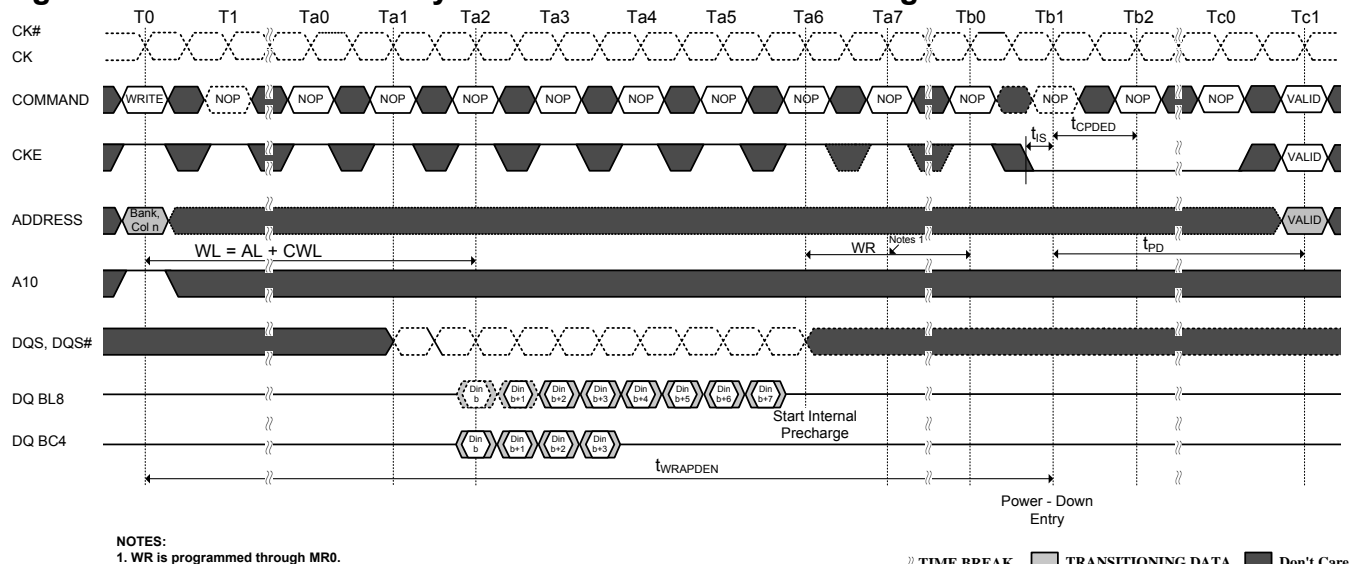 T0 T1 Ta0 Ta1 Ta2 Ta3 Ta4 Ta5 Ta6 Ta7 Tb0 Tb1 Tb2 Tc0 Tc1
CK#
CK
COMMAND WRITE NOP NOP NOP NOP NOP NOP NOP NOP NOP NOP NOP NOP NOP VALID
tIS tCPDED
CKE VALID
ADDRESS Bank, Col n VALID
WL = AL + CWL WR Notes 1 tPD
A10
DQS, DQS#
DQ BL8 Din b Din b+1 Din b+2 Din b+3 Din b+4 Din b+5 Din b+6 Din b+7
Start Internal
Precharge
DQ BC4 Din b Din b+1 Din b+2 Din b+3
tWRAPDEN
Power - Down
Entry
NOTES:
1. WR is programmed through MR0.
TIME BREAK TRANSITIONING DATA Don't Care